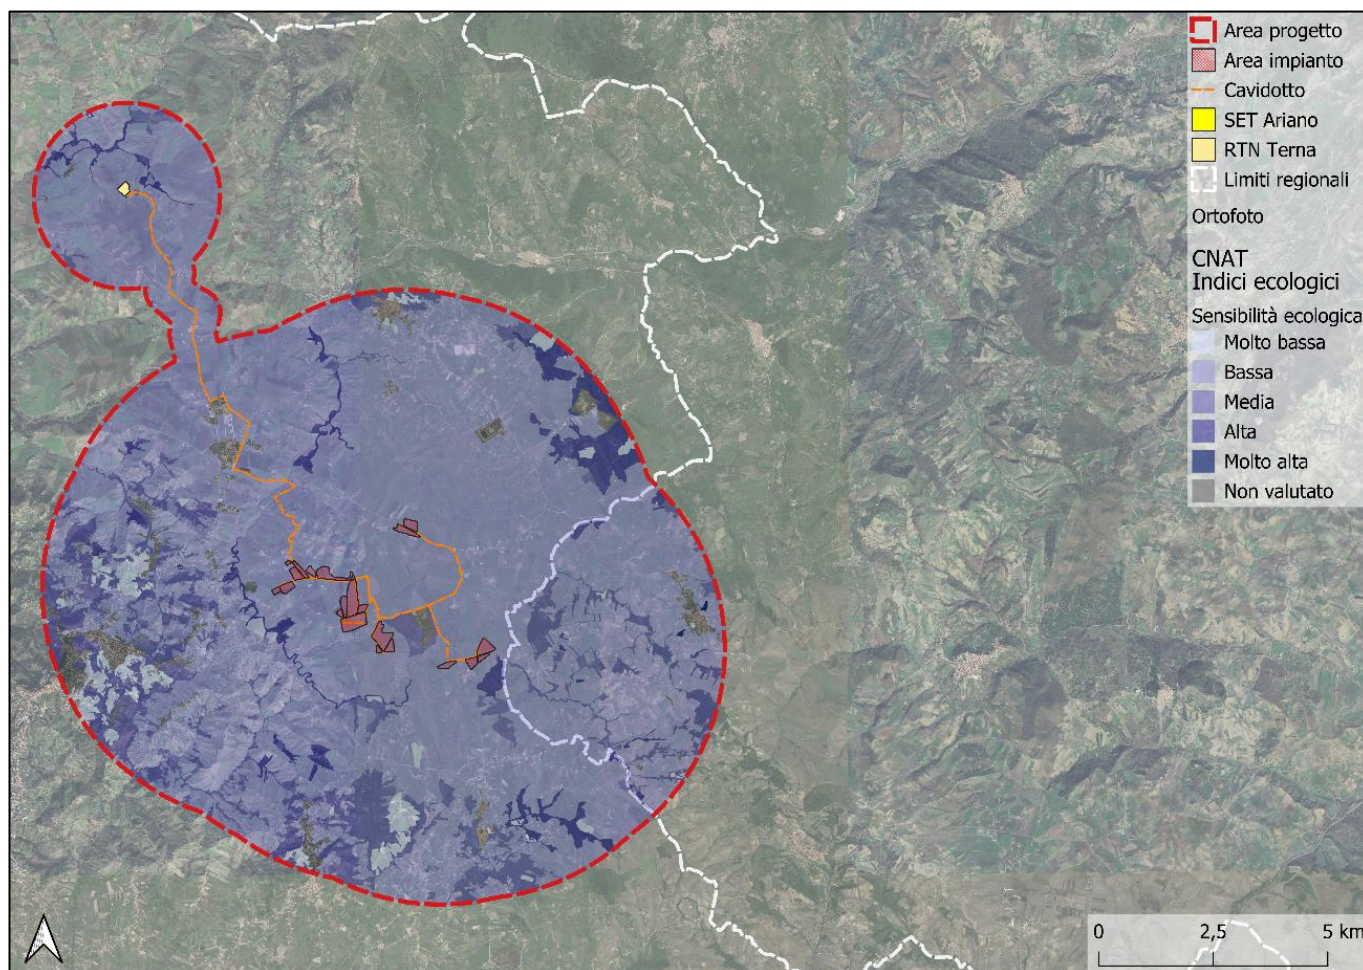 Area progetto
Area impianto
Cavidotto
SET Ariano
RTN Terna
Limiti regionali
Ortofoto
CNAT
Indici ecologici
Sensibilità ecologica
Molto bassa
Bassa
Media
Alta
Molto alta
Non valutato
0 2,5 5 km